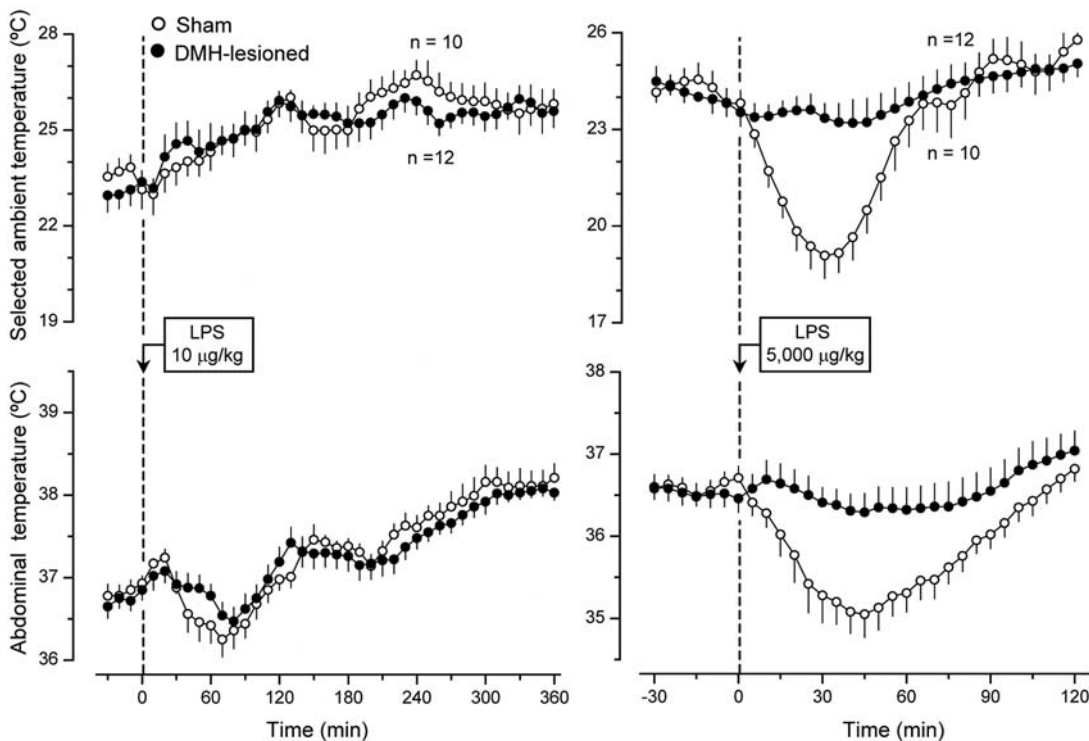 Sham
DMH-lesioned
n = 10
n =12
n =12
n = 10
Selected ambient temperature (ºC)
28
25
22
19
26
23
20
17
LPS
10 µg/kg
LPS
5,000 µg/kg
Abdominal temperature (ºC)
39
38
37
36
38
37
36
35
0 60 120 180 240 300 360
-30 0 30 60 90 120
Time (min)
Time (min)